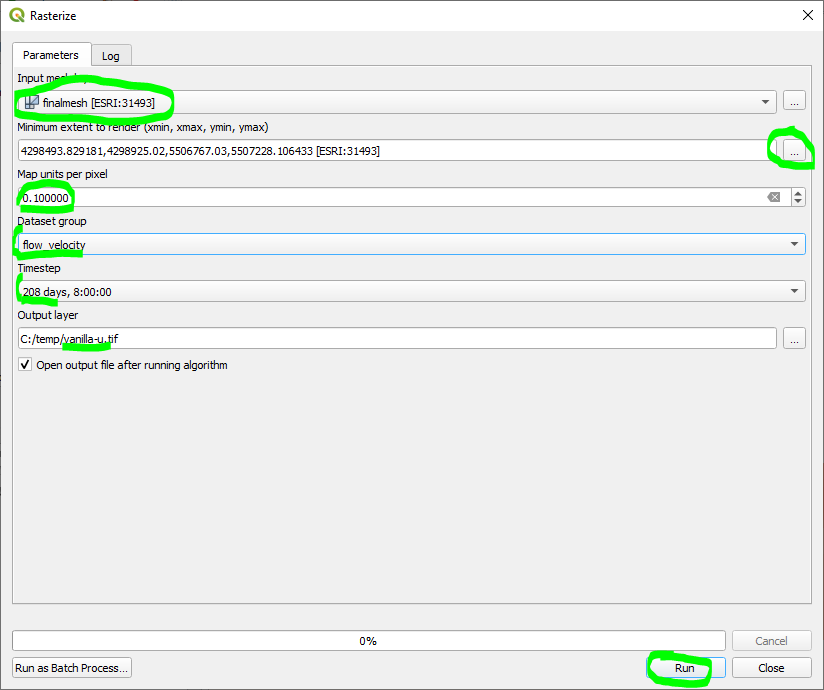 Rasterize
Parameters
Log
Input mesh
finalmesh [ESRI:31493]
...
Minimum extent to render (xmin, xmax, ymin, ymax)
4298493.829181,4298925.02,5506767.03,5507228.106433 [ESRI:31493]
...
Map units per pixel
0.100000
Dataset group
flow_velocity
Timestep
208 days, 8:00:00
Output layer
C:/temp/vanilla-u.tif
...
Open output file after running algorithm
0%
Cancel
Run as Batch Process...
Run
Close